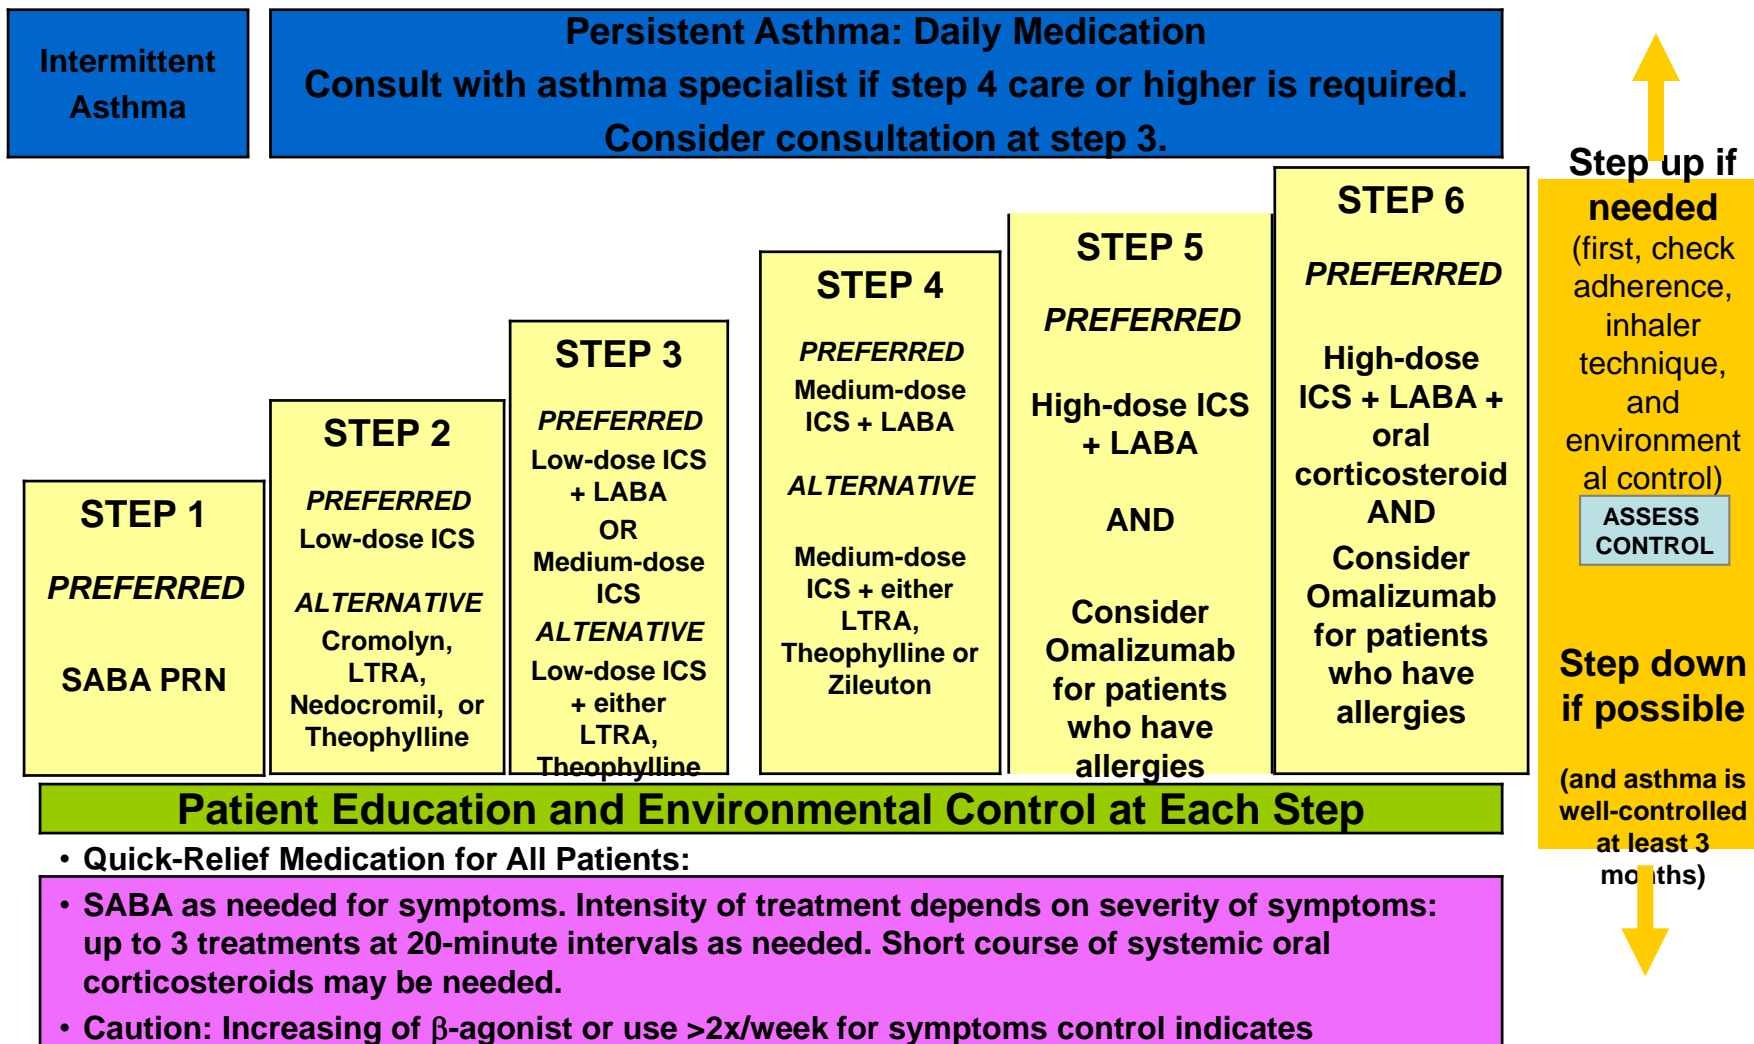 Intermittent
Asthma
Persistent Asthma: Daily Medication
Consult with asthma specialist if step 4 care or higher is required.
Consider consultation at step 3.
STEP 1
PREFERRED
SABA PRN
STEP 2
PREFERRED
Low-dose ICS
ALTERNATIVE
Cromolyn,
LTRA,
Nedocromil, or
Theophylline
STEP 3
PREFERRED
Low-dose ICS
+ LABA
OR
Medium-dose
ICS
ALTENATIVE
Low-dose ICS
+ either
LTRA,
Theophylline
STEP 4
PREFERRED
Medium-dose
ICS + LABA
ALTERNATIVE
Medium-dose
ICS + either
LTRA,
Theophylline or
Zileuton
STEP 5
PREFERRED
High-dose ICS
+ LABA
AND
Consider
Omalizumab
for patients
who have
allergies
STEP 6
PREFERRED
High-dose
ICS + LABA +
oral
corticosteroid
AND
Consider
Omalizumab
for patients
who have
allergies
Step up if
needed
(first, check
adherence,
inhaler
technique,
and
environment
al control)
ASSESS
CONTROL
Step down
if possible
(and asthma is
well-controlled
at least 3
months)
Patient Education and Environmental Control at Each Step
• Quick-Relief Medication for All Patients:
• SABA as needed for symptoms. Intensity of treatment depends on severity of symptoms:
up to 3 treatments at 20-minute intervals as needed. Short course of systemic oral
corticosteroids may be needed.
• Caution: Increasing of β-agonist or use >2x/week for symptoms control indicates